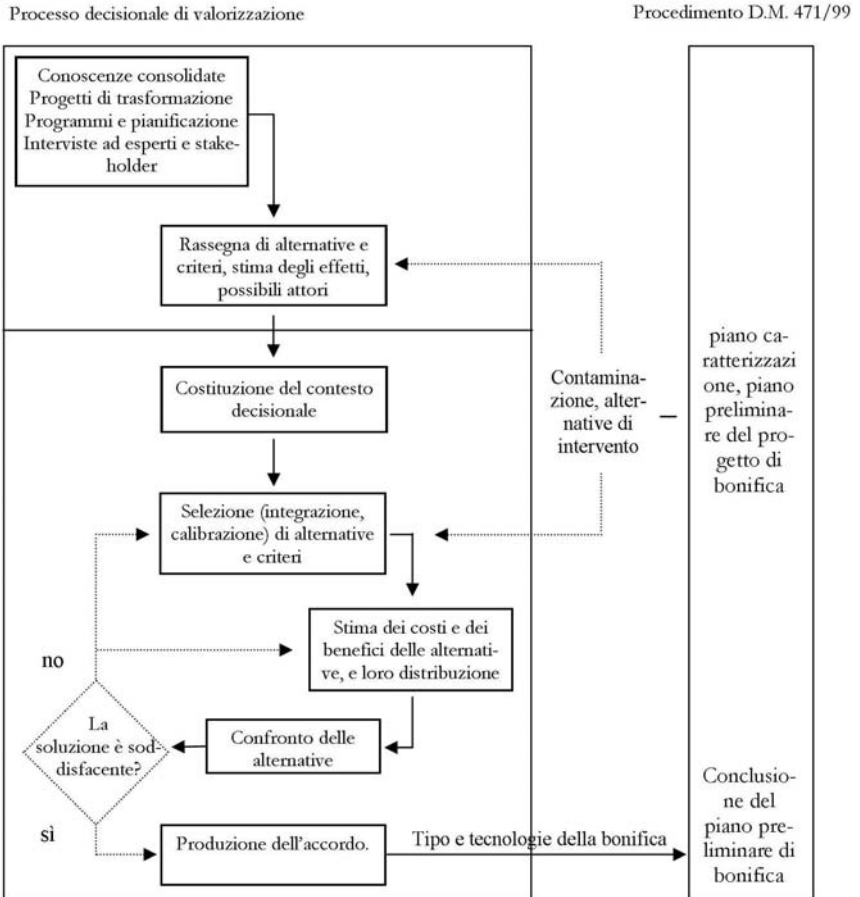 Processo decisionale di valorizzazione
Procedimento D.M. 471/99
Conoscenze consolidate
Progetti di trasformazione
Programmi e pianificazione
Interviste ad esperti e stake-
holder
Rassegna di alternative e
criteri, stima degli effetti,
possibili attori
Costituzione del contesto
decisionale
Selezione (integrazione,
calibrazione) di alternative
e criteri
Stima dei costi e dei
benefici delle alternati-
ve, e loro distribuzione
no
La
soluzione è sod-
disfacente?
Confronto delle
alternative
sì
Produzione dell'accordo.
Tipo e tecnologie della bonifica
Contamina-
zione, alter-
native di
intervento
piano ca-
ratterizzazi
one, piano
prelimina-
re del pro-
getto di
bonifica
Conclusio-
ne del
piano pre-
liminare di
bonifica